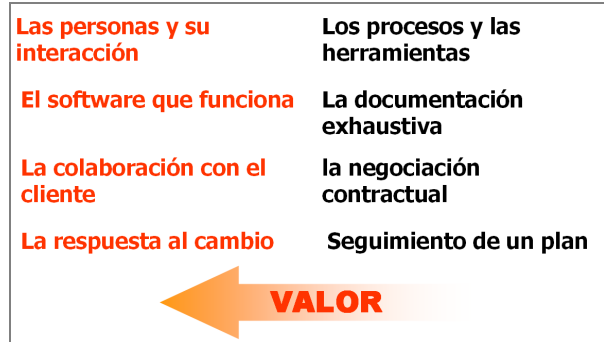 Las personas y su
interacción
Los procesos y las
herramientas
El software que funciona
La documentación
exhaustiva
La colaboración con el
cliente
la negociación
contractual
La respuesta al cambio
Seguimiento de un plan
VALOR